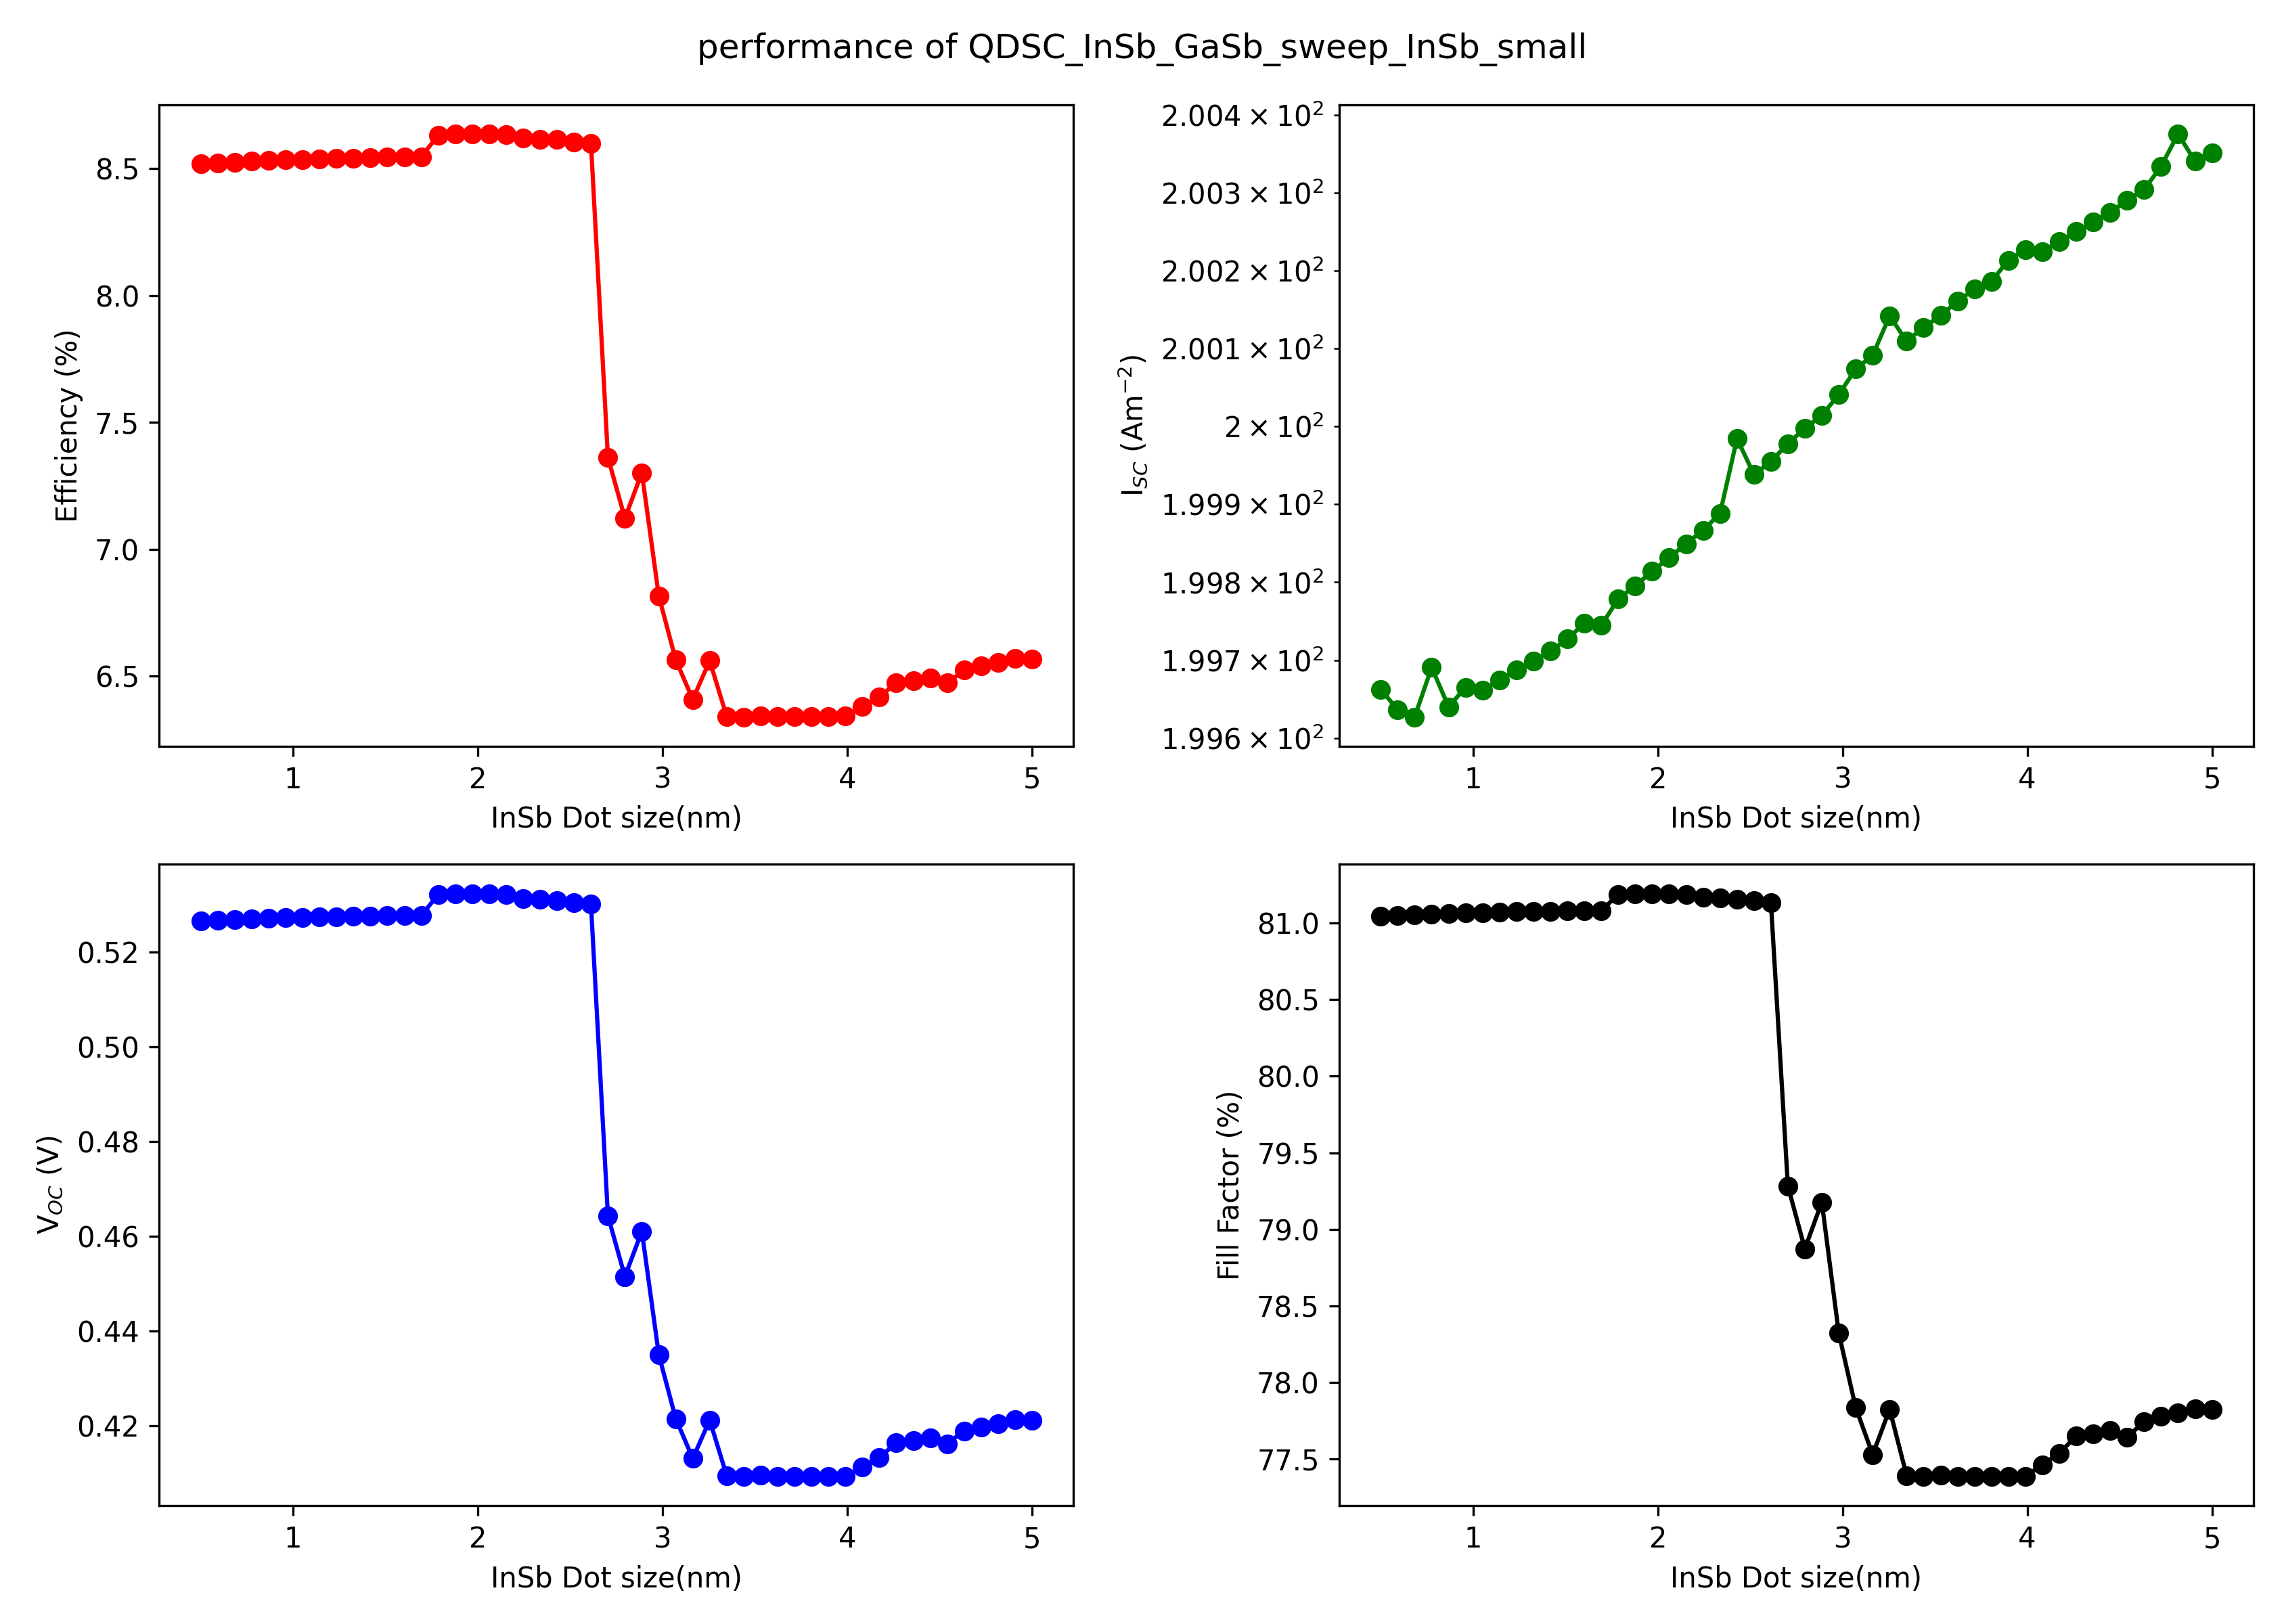 performance of QDSC_InSb_GaSb_sweep_InSb_small
Efficiency (%)
8.5
8.0
7.5
7.0
6.5
1 2 3 4 5
InSb Dot size(nm)
I_SC (Am⁻²)
2.004 × 10²
2.003 × 10²
2.002 × 10²
2.001 × 10²
2 × 10²
1.999 × 10²
1.998 × 10²
1.997 × 10²
1.996 × 10²
1 2 3 4 5
InSb Dot size(nm)
V_OC (V)
0.52
0.50
0.48
0.46
0.44
0.42
1 2 3 4 5
InSb Dot size(nm)
Fill Factor (%)
81.0
80.5
80.0
79.5
79.0
78.5
78.0
77.5
1 2 3 4 5
InSb Dot size(nm)